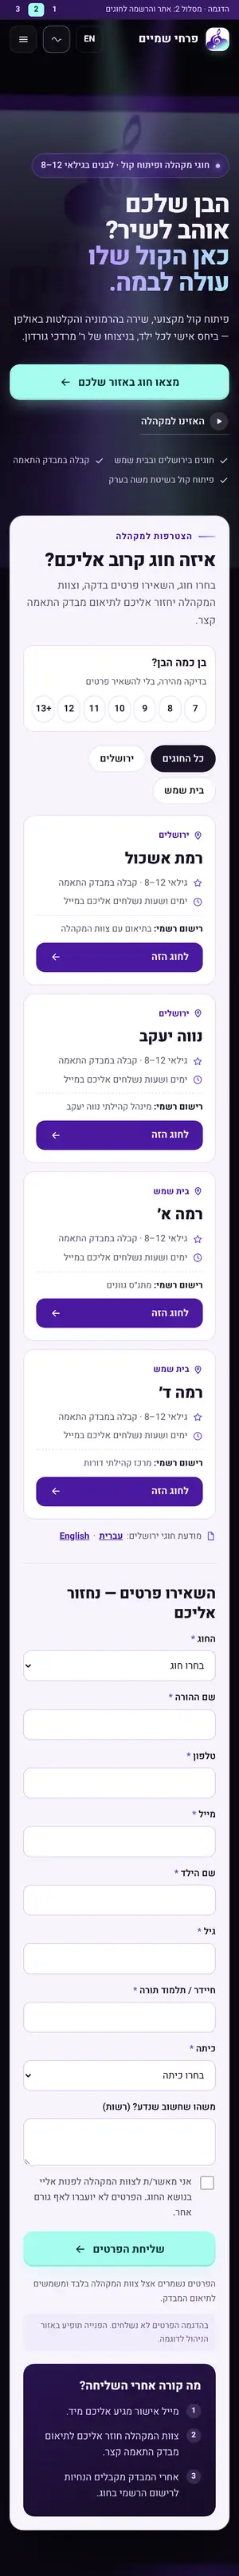 הדגמה · מסלול 2: אתר והרשמה לחוגים
1 2 3
פרחי שמיים
EN
חוגי מקהלה ופיתוח קול · לבנים בגילאי 8–12
הבן שלכם
אוהב לשיר?
כאן הקול שלו
עולה לבמה.
פיתוח קול מקצועי, שירה בהרמוניה והקלטות באולפן
— ביחס אישי לכל ילד, בניצוחו של ר׳ מרדכי גורדון.
מצאו חוג באזור שלכם
האזינו למקהלה
חוגים בירושלים ובבית שמש
קבלה במבדק התאמה
פיתוח קול בשיטת משה בערק
הצטרפות למקהלה
איזה חוג קרוב אליכם?
בחרו חוג, השאירו פרטים בדקה, וצוות
המקהלה יחזור אליכם לתיאום מבדק התאמה
קצר.
בן כמה הבן?
בדיקה מהירה, בלי להשאיר פרטים
7 8 9 10 11 12 13+
כל החוגים
ירושלים
בית שמש
ירושלים
רמת אשכול
גילאי 8–12 · קבלה במבדק התאמה
ימים ושעות נשלחים אליכם במייל
רישום רשמי: בתיאום עם צוות המקהלה
לחוג הזה
ירושלים
נווה יעקב
גילאי 8–12 · קבלה במבדק התאמה
ימים ושעות נשלחים אליכם במייל
רישום רשמי: מינהל קהילתי נווה יעקב
לחוג הזה
בית שמש
רמה א׳
גילאי 8–12 · קבלה במבדק התאמה
ימים ושעות נשלחים אליכם במייל
רישום רשמי: מתנ״ס גוונים
לחוג הזה
בית שמש
רמה ד׳
גילאי 8–12 · קבלה במבדק התאמה
ימים ושעות נשלחים אליכם במייל
רישום רשמי: מרכז קהילתי דורות
לחוג הזה
מודעת חוגי ירושלים: עברית · English
השאירו פרטים — נחזור
אליכם
החוג *
בחרו חוג
שם ההורה *
טלפון *
מייל *
שם הילד *
גיל *
חיידר / תלמוד תורה *
כיתה *
בחרו כיתה
משהו שחשוב שנדע? (רשות)
אני מאשר/ת לצוות המקהלה לפנות אליי
בנושא החוג. הפרטים לא יועברו לאף גורם
אחר.
שליחת הפרטים
הפרטים נשמרים אצל צוות המקהלה בלבד ומשמשים
לתיאום המבדק.
בהדגמה הפרטים לא נשלחים. הפנייה תופיע באזור
הניהול לדוגמה.
מה קורה אחרי השליחה?
1 מייל אישור מגיע אליכם מיד.
2 צוות המקהלה חוזר אליכם לתיאום
מבדק התאמה קצר.
3 אחרי המבדק מקבלים הנחיות
לרישום הרשמי בחוג.